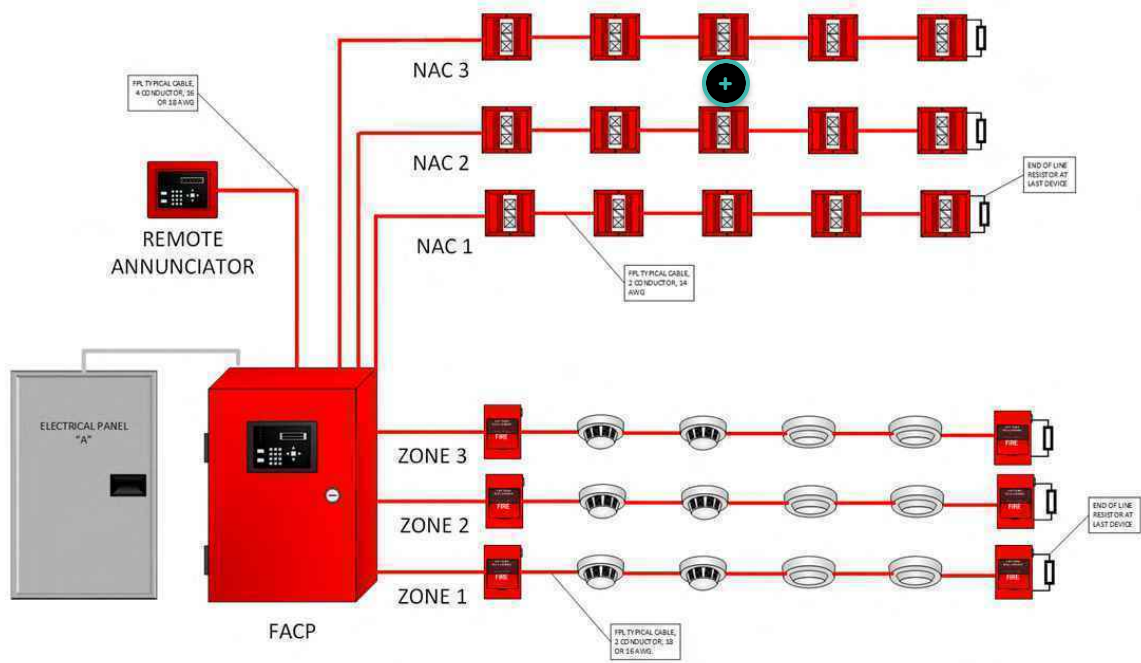 NAC 3
FPL TYPICAL CABLE,
4 CONDUCTOR, 16
OR 18 AWG
NAC 2
END OF LINE
RESISTOR AT
LAST DEVICE
REMOTE
ANNUNCIATOR
NAC 1
FPL TYPICAL CABLE,
2 CONDUCTOR, 14
AWG
ELECTRICAL PANEL
"A"
ZONE 3
FIRE
FIRE
ZONE 2
FIRE
FIRE
END OF LINE
RESISTOR AT
LAST DEVICE
ZONE 1
FIRE
FIRE
FACP
FPL TYPICAL CABLE,
2 CONDUCTOR, 18
OR 16 AWG.